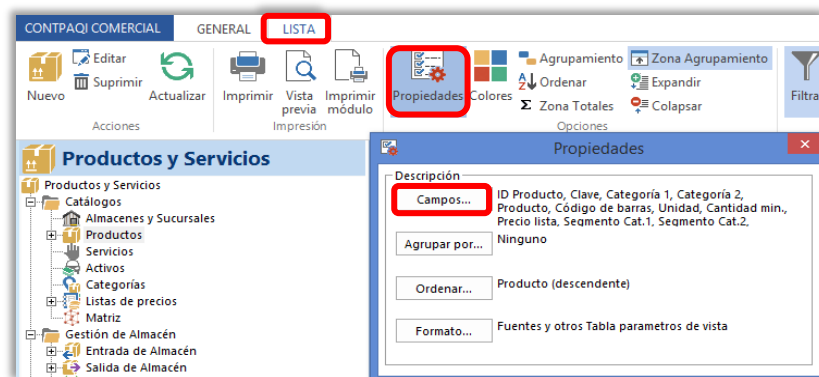 CONTPAQI COMERCIAL GENERAL LISTA
Nuevo
Editar
Suprimir
Actualizar
Acciones
Imprimir
Vista previa
Imprimir módulo
Impresión
Propiedades
Colores
Agrupamiento
Ordenar
Zona Totales
Zona Agrupamiento
Expandir
Colapsar
Opciones
Filtra
Productos y Servicios
Productos y Servicios
Catálogos
Almacenes y Sucursales
Productos
Servicios
Activos
Categorías
Listas de precios
Matriz
Gestión de Almacén
Entrada de Almacén
Salida de Almacén
Propiedades
Descripción
Campos...
ID Producto, Clave, Categoría 1, Categoría 2,
Producto, Código de barras, Unidad, Cantidad min.,
Precio lista, Segmento Cat.1, Segmento Cat.2,
Agrupar por...
Ninguno
Ordenar...
Producto (descendente)
Formato...
Fuentes y otros Tabla parametros de vista